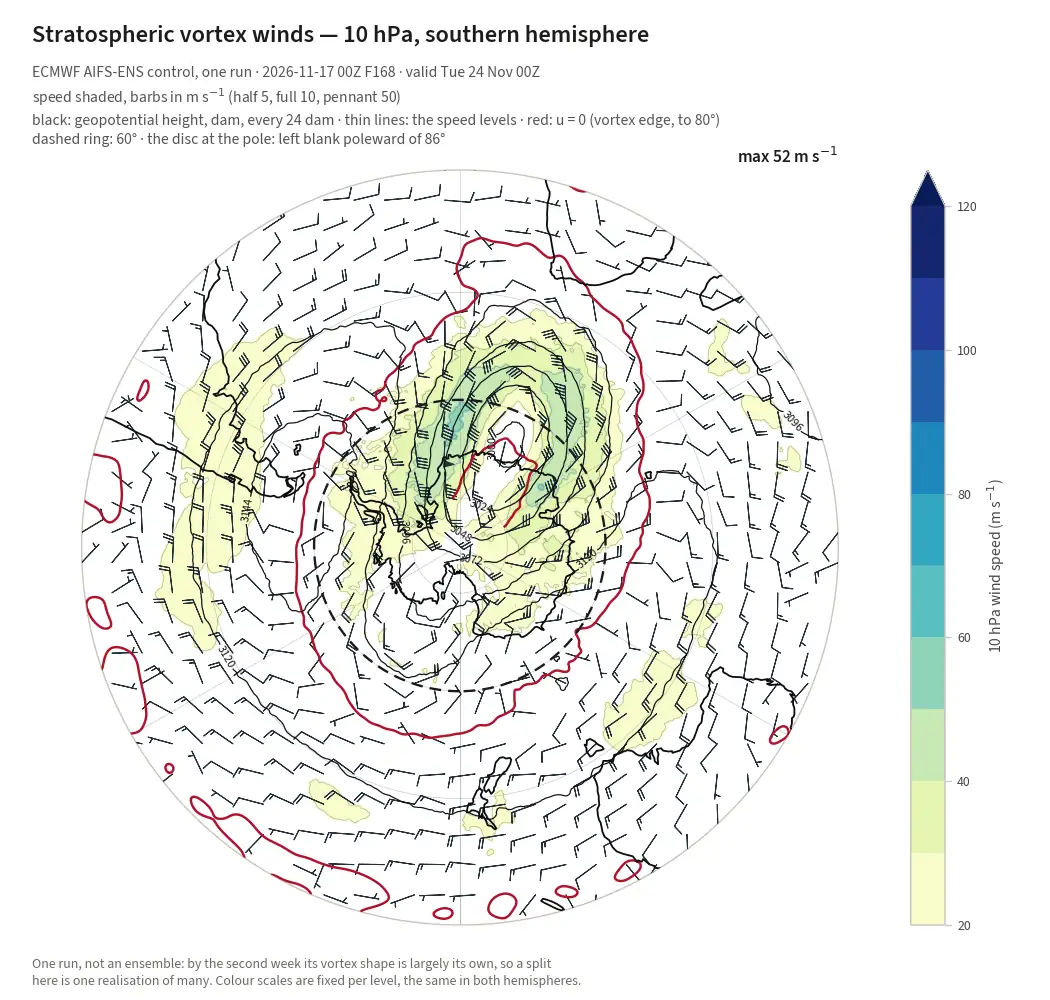 Stratospheric vortex winds — 10 hPa, southern hemisphere
ECMWF AIFS-ENS control, one run · 2026-11-17 00Z F168 · valid Tue 24 Nov 00Z
speed shaded, barbs in m s⁻¹ (half 5, full 10, pennant 50)
black: geopotential height, dam, every 24 dam · thin lines: the speed levels · red: u = 0 (vortex edge, to 80°)
dashed ring: 60° · the disc at the pole: left blank poleward of 86°
max 52 m s⁻¹
120
100
80
60
40
20
10 hPa wind speed (m s⁻¹)
3096
3144
3024
3048
3120
3120
One run, not an ensemble: by the second week its vortex shape is largely its own, so a split
here is one realisation of many. Colour scales are fixed per level, the same in both hemispheres.